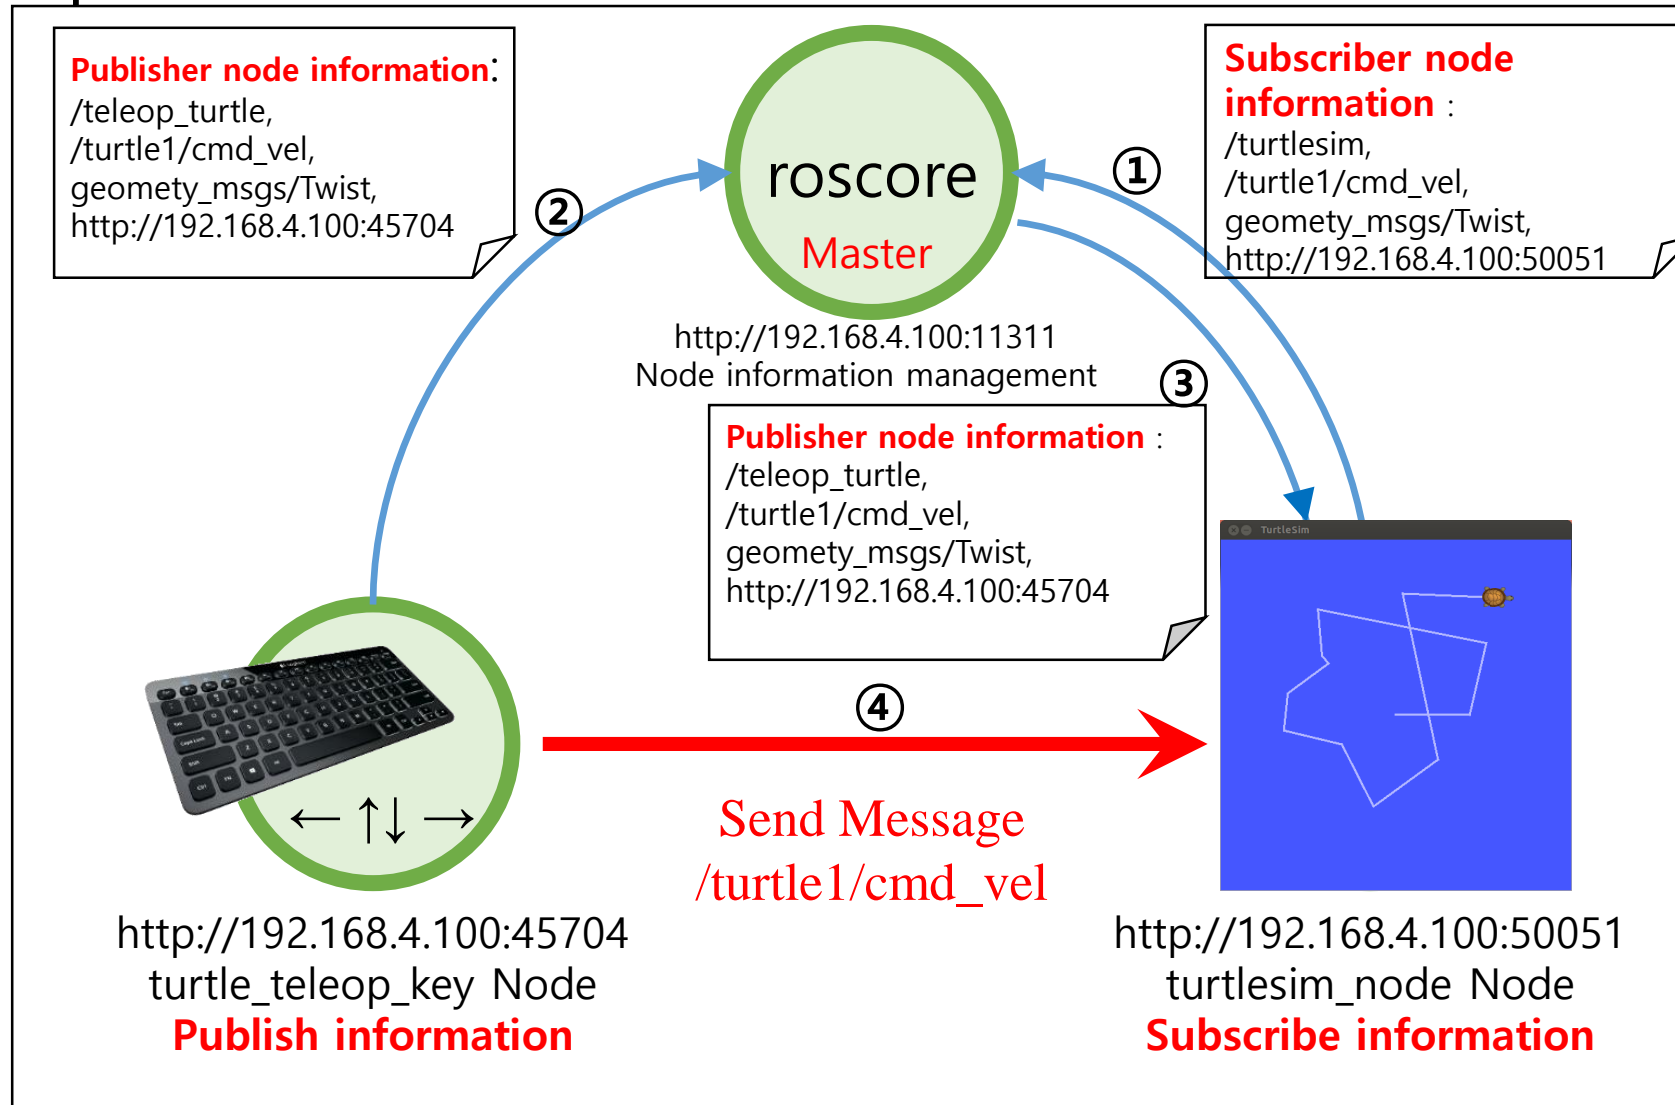 Publisher node information:
/teleop_turtle,
/turtle1/cmd_vel,
geomety_msgs/Twist,
http://192.168.4.100:45704
②
roscore
Master
http://192.168.4.100:11311
Node information management
①
Subscriber node
information :
/turtlesim,
/turtle1/cmd_vel,
geomety_msgs/Twist,
http://192.168.4.100:50051
③
Publisher node information :
/teleop_turtle,
/turtle1/cmd_vel,
geomety_msgs/Twist,
http://192.168.4.100:45704
TurtleSim
④
← ↑↓ →
Send Message
/turtle1/cmd_vel
http://192.168.4.100:45704
turtle_teleop_key Node
Publish information
http://192.168.4.100:50051
turtlesim_node Node
Subscribe information